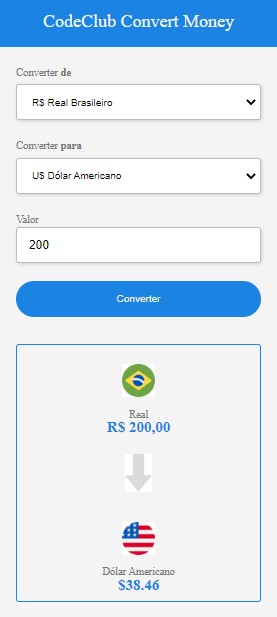 CodeClub Convert Money
Converter de
R$ Real Brasileiro
Converter para
U$ Dólar Americano
Valor
200
Converter
Real
R$ 200,00
Dólar Americano
$38.46